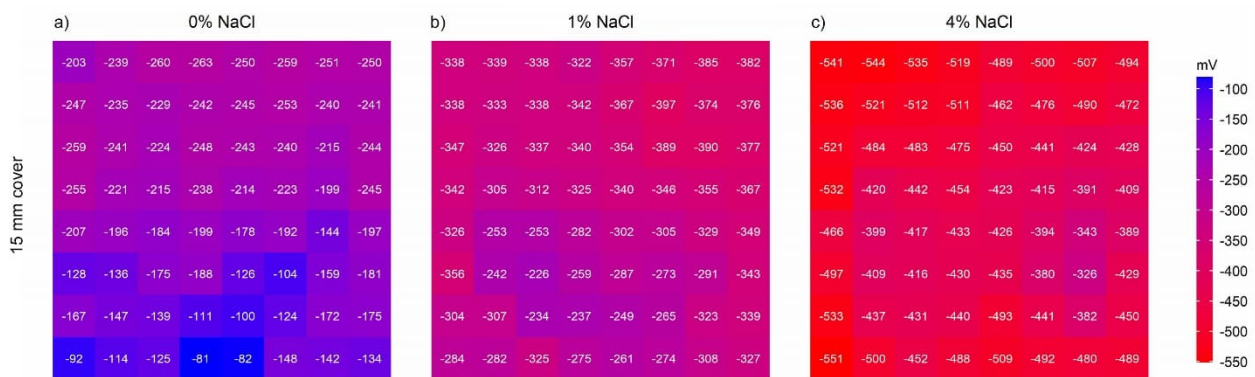 a) 0% NaCl b) 1% NaCl c) 4% NaCl
mV
-203 -239 -260 -263 -250 -259 -251 -250 -338 -339 -338 -322 -357 -371 -385 -382 -541 -544 -535 -519 -489 -500 -507 -494
-100
-247 -235 -229 -242 -245 -253 -240 -241 -338 -333 -338 -342 -367 -397 -374 -376 -536 -521 -512 -511 -462 -476 -490 -472
-150
-259 -241 -224 -248 -243 -240 -215 -244 -347 -326 -337 -340 -354 -389 -390 -377 -521 -484 -483 -475 -450 -441 -424 -428
-200
-255 -221 -215 -238 -214 -223 -199 -245 -342 -305 -312 -325 -340 -346 -355 -367 -532 -420 -442 -454 -423 -415 -391 -409
-250
15 mm cover
-300
-207 -196 -184 -199 -178 -192 -144 -197 -326 -253 -253 -282 -302 -305 -329 -349 -466 -399 -417 -433 -426 -394 -343 -389
-350
-128 -136 -175 -188 -126 -104 -159 -181 -356 -242 -226 -259 -287 -273 -291 -343 -497 -409 -416 -430 -435 -380 -326 -429
-400
-450
-167 -147 -139 -111 -100 -124 -172 -175 -304 -307 -234 -237 -249 -265 -323 -339 -533 -437 -431 -440 -493 -441 -382 -450
-500
-92 -114 -125 -81 -82 -148 -142 -134 -284 -282 -325 -275 -261 -274 -308 -327 -551 -500 -452 -488 -509 -492 -480 -489
-550